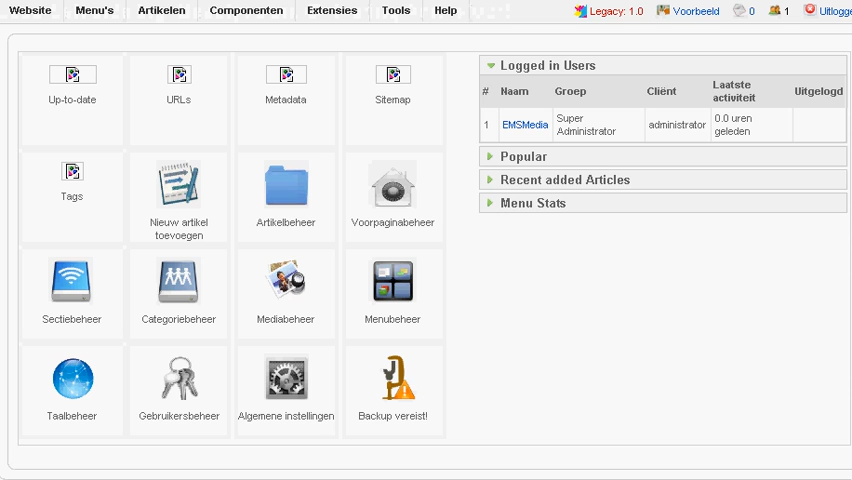 Website Menu's Artikelen Componenten Extensies Tools Help Legacy: 1.0 Voorbeeld 0 1 Uitlogge
Up-to-date URLs Metadata Sitemap
Tags Nieuw artikel toevoegen Artikelbeheer Voorpaginabeheer
Sectiebeheer Categoriebeheer Mediabeheer Menubeheer
Taalbeheer Gebruikersbeheer Algemene instellingen Backup vereist!
Logged in Users
# Naam Groep Cliënt Laatste activiteit Uitgelogd
1 EMSMedia Super Administrator administrator 0.0 uren geleden
Popular
Recent added Articles
Menu Stats